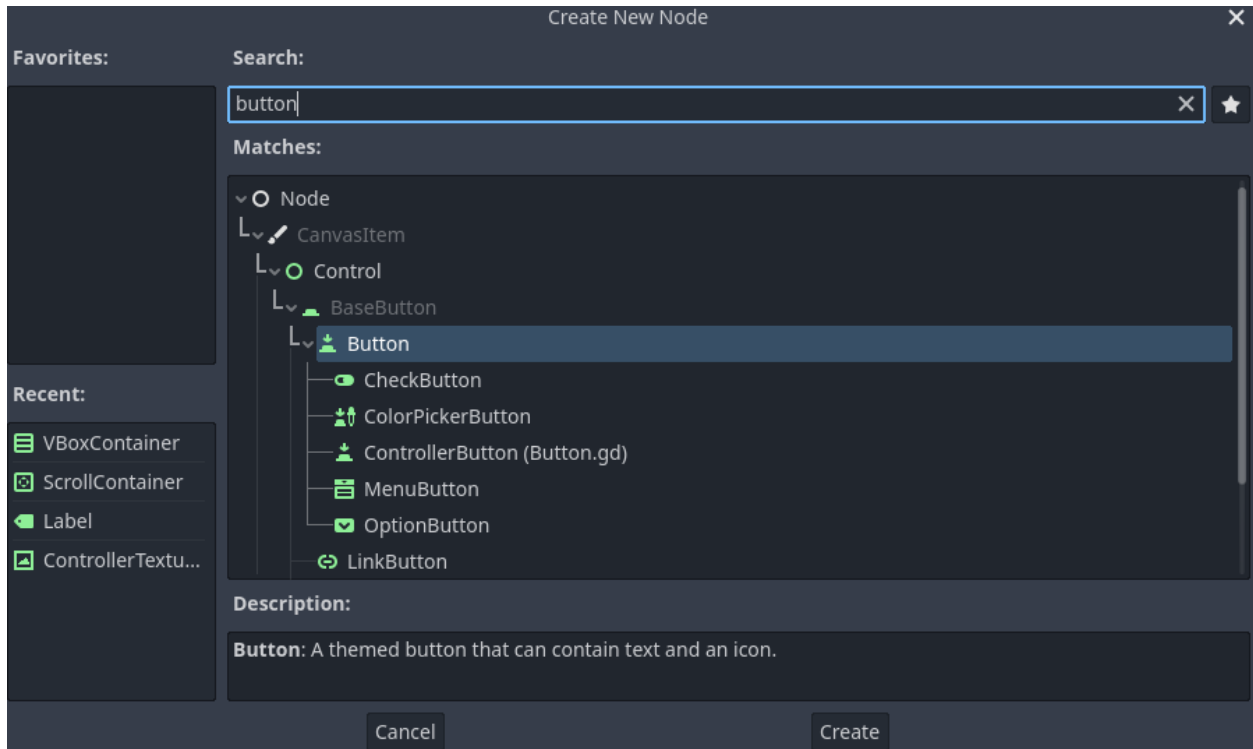 Create New Node
Favorites:
Search:
button
Matches:
Node
CanvasItem
Control
BaseButton
Button
CheckButton
ColorPickerButton
ControllerButton (Button.gd)
MenuButton
OptionButton
LinkButton
Recent:
VBoxContainer
ScrollContainer
Label
ControllerTextu...
Description:
Button: A themed button that can contain text and an icon.
Cancel
Create